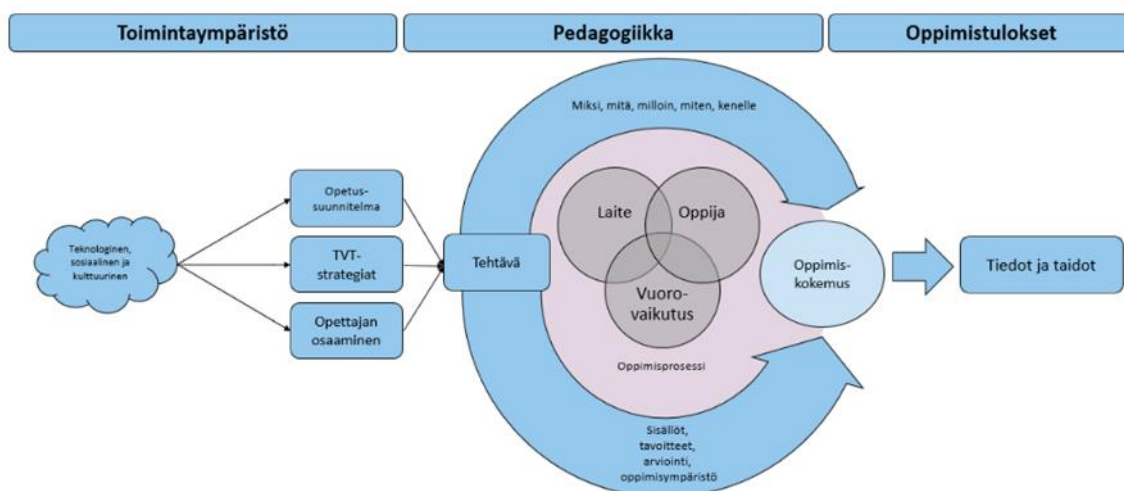 Toimintaympäristö
Pedagogiikka
Oppimistulokset
Miksi, mitä, milloin, miten, kenelle
Teknologinen,
sosiaalinen ja
kulttuurinen
Opetus-
suunnitelma
TVT-
strategiat
Opettajan
osaaminen
Tehtävä
Laite
Oppija
Vuoro-
vaikutus
Oppimisprosessi
Oppimis-
kokemus
Tiedot ja taidot
Sisällöt,
tavoitteet,
arviointi,
oppimisympäristö